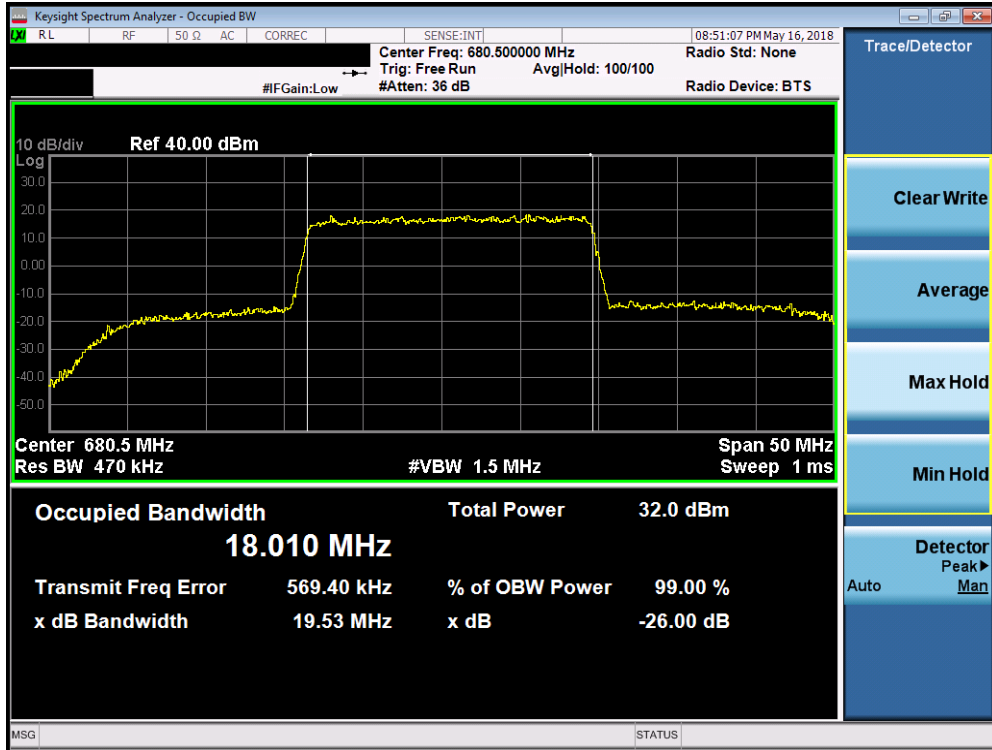 Keysight Spectrum Analyzer - Occupied BW
LXI RL RF 50 Ω AC CORREC SENSE:INT 08:51:07 PM May 16, 2018
Center Freq: 680.500000 MHz Radio Std: None
Trig: Free Run Avg|Hold: 100/100
#IFGain:Low #Atten: 36 dB Radio Device: BTS
10 dB/div Ref 40.00 dBm
Log
30.0
20.0
10.0
0.00
-10.0
-20.0
-30.0
-40.0
-50.0
Center 680.5 MHz Span 50 MHz
Res BW 470 kHz #VBW 1.5 MHz Sweep 1 ms
Occupied Bandwidth Total Power 32.0 dBm
18.010 MHz
Transmit Freq Error 569.40 kHz % of OBW Power 99.00 %
x dB Bandwidth 19.53 MHz x dB -26.00 dB
MSG STATUS
Trace/Detector
Clear Write
Average
Max Hold
Min Hold
Detector
Peak▶
Auto Man